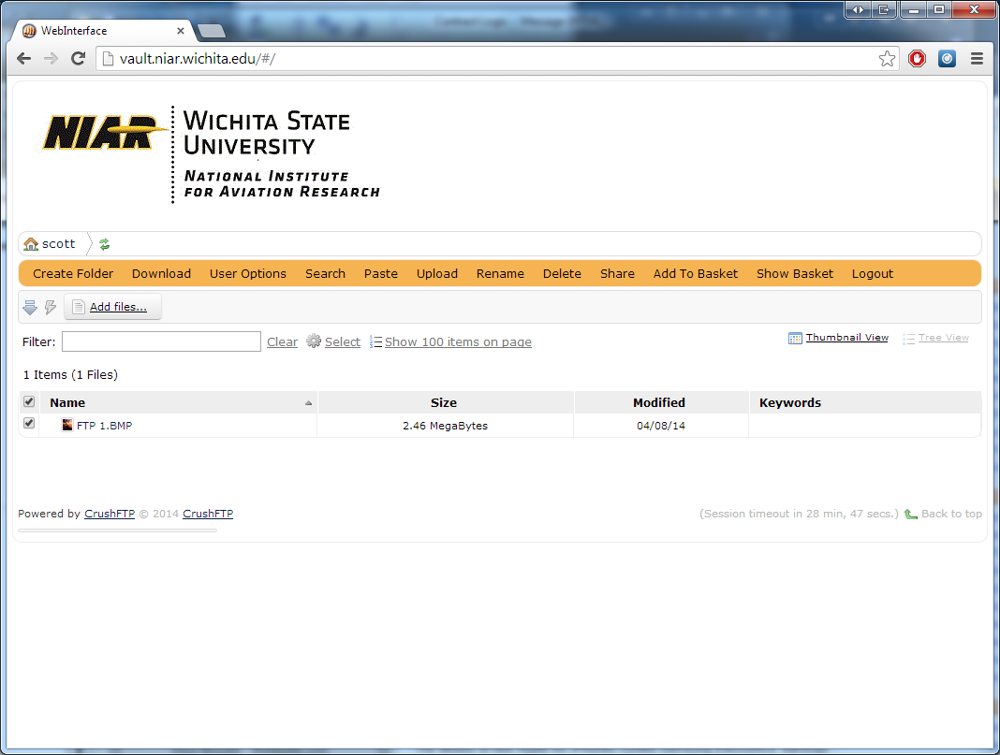 WebInterface
vault.niar.wichita.edu/#/
NIAR
WICHITA STATE
UNIVERSITY
NATIONAL INSTITUTE
FOR AVIATION RESEARCH
scott
Create Folder Download User Options Search Paste Upload Rename Delete Share Add To Basket Show Basket Logout
Add files...
Filter: Clear Select Show 100 items on page Thumbnail View Tree View
1 Items (1 Files)
Name Size Modified Keywords
FTP 1.BMP 2.46 MegaBytes 04/08/14
Powered by CrushFTP © 2014 CrushFTP (Session timeout in 28 min, 47 secs.) Back to top